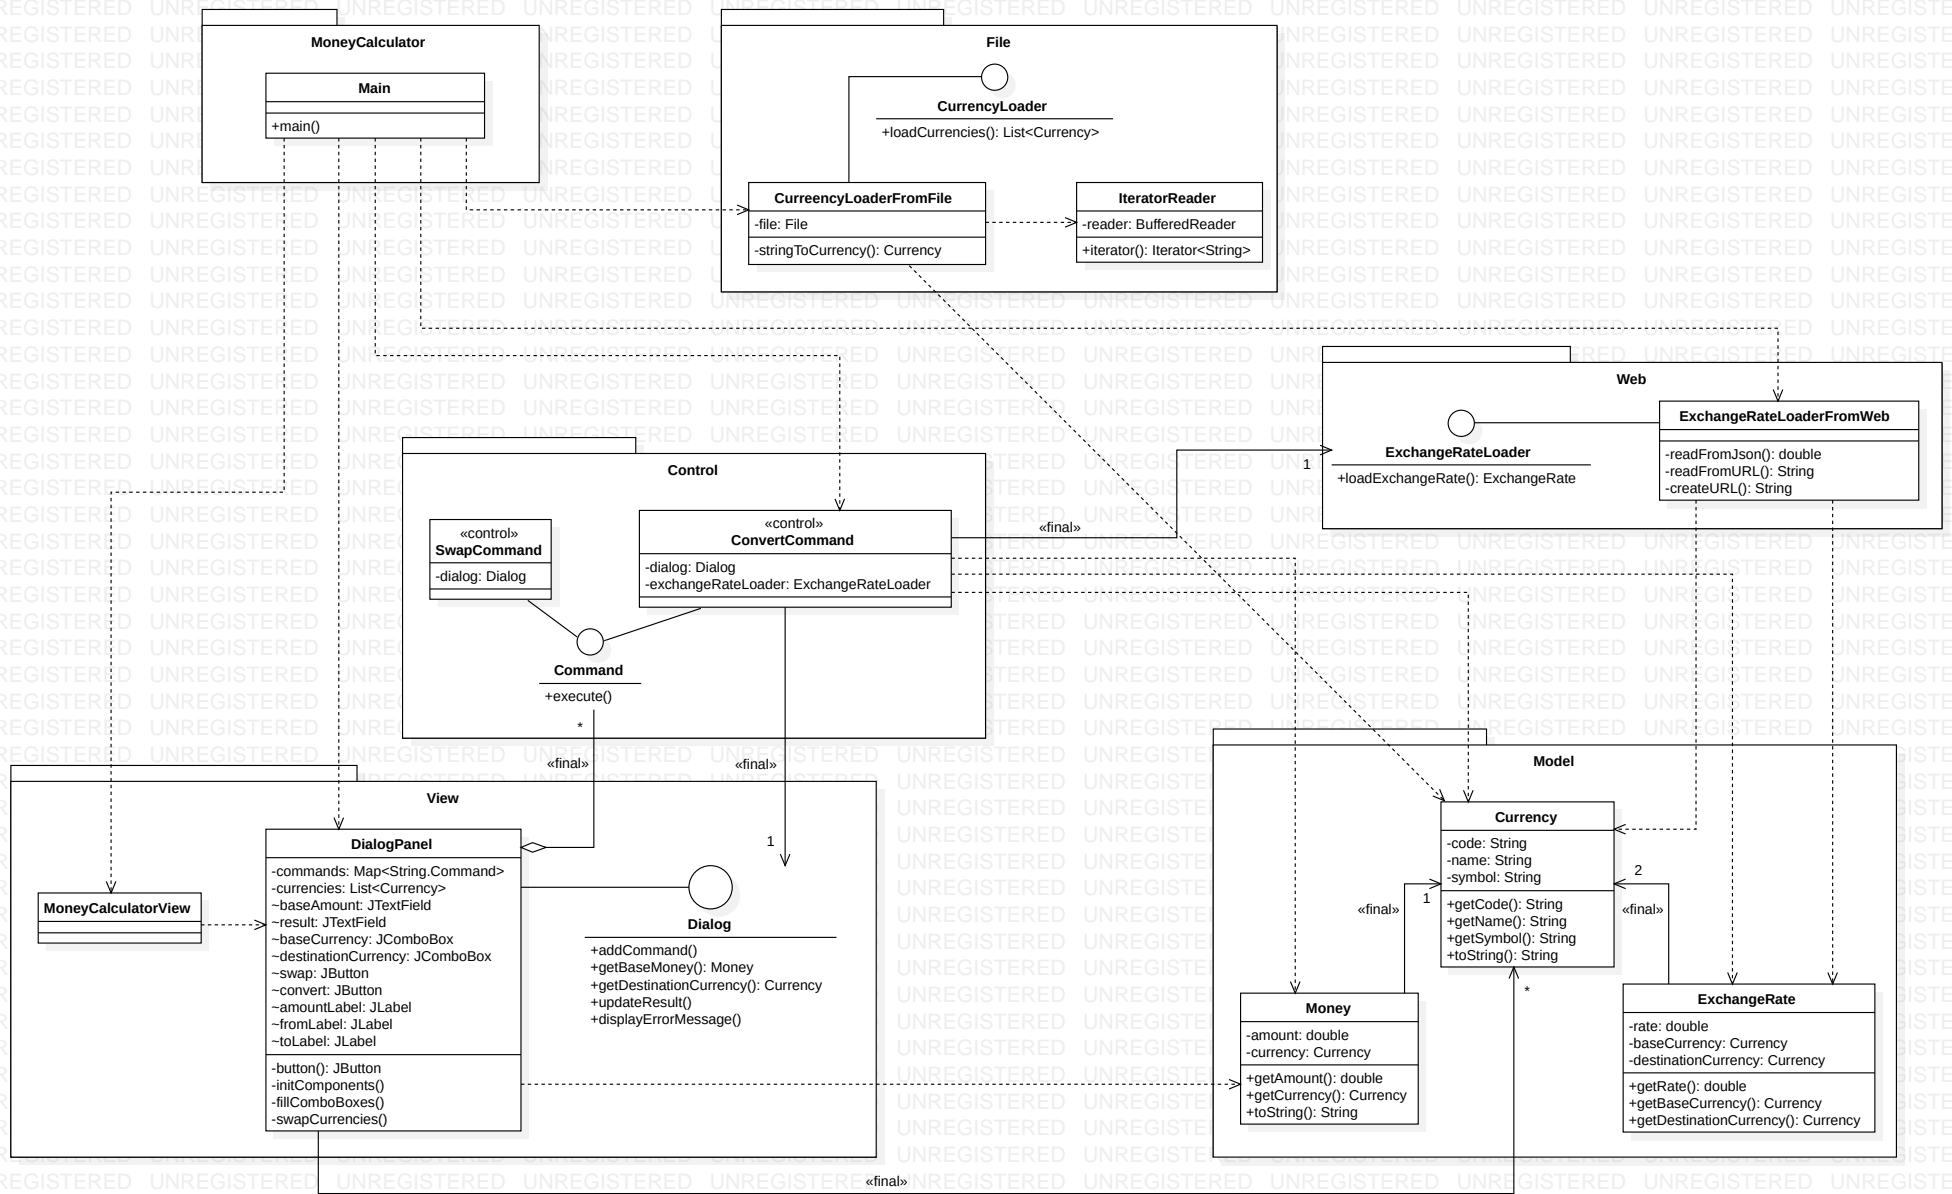 MoneyCalculator
Main
+main()
File
CurrencyLoader
+loadCurrencies(): List<Currency>
CurreencyLoaderFromFile
-file: File
-stringToCurrency(): Currency
IteratorReader
-reader: BufferedReader
+iterator(): Iterator<String>
Web
ExchangeRateLoader
+loadExchangeRate(): ExchangeRate
ExchangeRateLoaderFromWeb
-readFromJson(): double
-readFromURL(): String
-createURL(): String
1
«final»
Control
«control»
SwapCommand
-dialog: Dialog
«control»
ConvertCommand
-dialog: Dialog
-exchangeRateLoader: ExchangeRateLoader
Command
+execute()
*
«final»
«final»
1
View
MoneyCalculatorView
DialogPanel
-commands: Map<String.Command>
-currencies: List<Currency>
~baseAmount: JTextField
~result: JTextField
~baseCurrency: JComboBox
~destinationCurrency: JComboBox
~swap: JButton
~convert: JButton
~amountLabel: JLabel
~fromLabel: JLabel
~toLabel: JLabel
-button(): JButton
-initComponents()
-fillComboBoxes()
-swapCurrencies()
Dialog
+addCommand()
+getBaseMoney(): Money
+getDestinationCurrency(): Currency
+updateResult()
+displayErrorMessage()
Model
Currency
-code: String
-name: String
-symbol: String
+getCode(): String
+getName(): String
+getSymbol(): String
+toString(): String
1
«final»
2
«final»
*
Money
-amount: double
-currency: Currency
+getAmount(): double
+getCurrency(): Currency
+toString(): String
ExchangeRate
-rate: double
-baseCurrency: Currency
-destinationCurrency: Currency
+getRate(): double
+getBaseCurrency(): Currency
+getDestinationCurrency(): Currency
«final»
UNREGISTERED